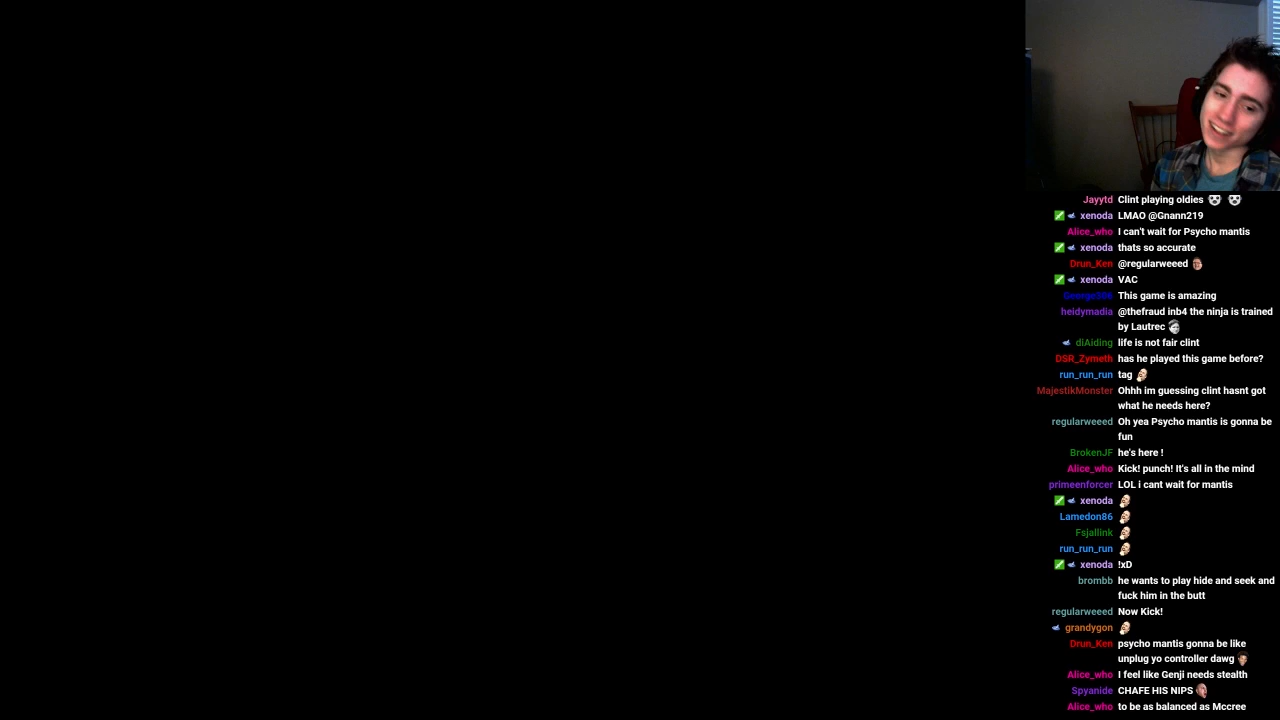 Jayytd Clint playing oldies
xenoda LMAO @Gnann219
Alice_who I can't wait for Psycho mantis
xenoda thats so accurate
Drun_Ken @regularweeed
xenoda VAC
This game is amazing
heidymadia @thefraud inb4 the ninja is trained
by Lautrec
diAiding life is not fair clint
DSR_Zymeth has he played this game before?
run_run_run tag
MajestikMonster Ohhh im guessing clint hasnt got
what he needs here?
regularweeed Oh yea Psycho mantis is gonna be
fun
BrokenJF he's here !
Alice_who Kick! punch! It's all in the mind
primeenforcer LOL i cant wait for mantis
xenoda
Lamedon86
Fsjallink
run_run_run
xenoda !xD
brombb he wants to play hide and seek and
fuck him in the butt
regularweeed Now Kick!
grandygon
Drun_Ken psycho mantis gonna be like
unplug yo controller dawg
Alice_who I feel like Genji needs stealth
Spyanide CHAFE HIS NIPS
Alice_who to be as balanced as Mccree